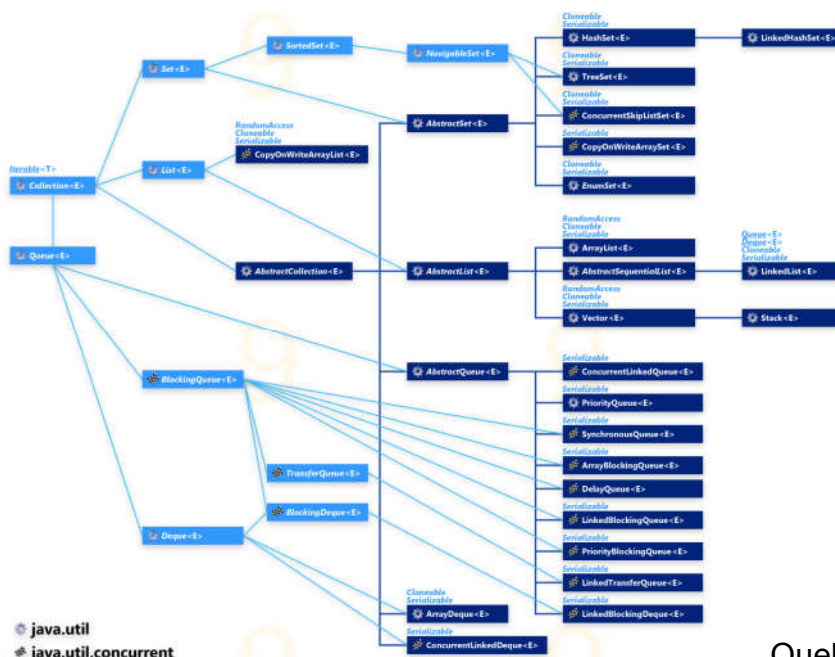 Cloneable
Serializable
HashSet<E>
LinkedHashSet<E>
SortedSet<E>
NavigableSet<E>
Cloneable
Serializable
TreeSet<E>
Set<E>
Cloneable
Serializable
ConcurrentSkipListSet<E>
AbstractSet<E>
RandomAccess
Cloneable
Serializable
CopyOnWriteArrayList<E>
Serializable
CopyOnWriteArraySet<E>
Iterable<T>
Collection<E>
List<E>
Cloneable
EnumSet<E>
RandomAccess
Cloneable
Serializable
ArrayList<E>
Queue<E>
Deque<E>
Cloneable
Serializable
Queue<E>
AbstractCollection<E>
AbstractList<E>
AbstractSequentialList<E>
LinkedList<E>
RandomAccess
Cloneable
Serializable
Vector<E>
Stack<E>
BlockingQueue<E>
AbstractQueue<E>
Serializable
ConcurrentLinkedQueue<E>
Serializable
PriorityQueue<E>
Serializable
SynchronousQueue<E>
Serializable
ArrayBlockingQueue<E>
TransferQueue<E>
DelayQueue<E>
BlockingDeque<E>
Serializable
LinkedBlockingQueue<E>
Deque<E>
Serializable
PriorityBlockingQueue<E>
Serializable
LinkedTransferQueue<E>
Cloneable
Serializable
ArrayDeque<E>
Serializable
LinkedBlockingDeque<E>
Serializable
ConcurrentLinkedDeque<E>
java.util
java.util.concurrent